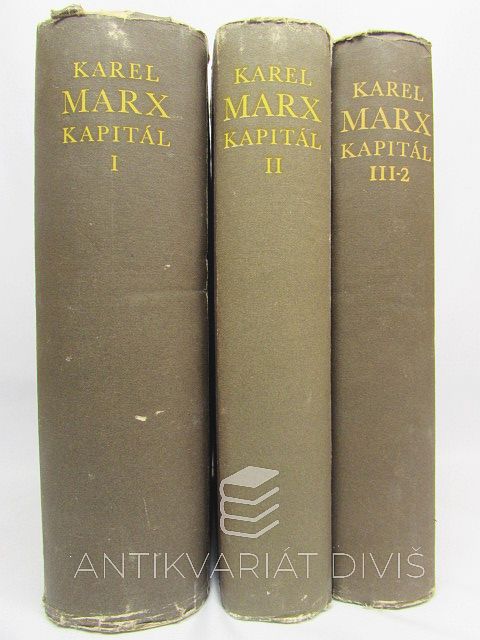 KAREL
MARX
KAPITÁL
I
KAREL
MARX
KAPITÁL
II
KAREL
MARX
KAPITÁL
III-2
ANTIKVARIÁT DIVIŠ